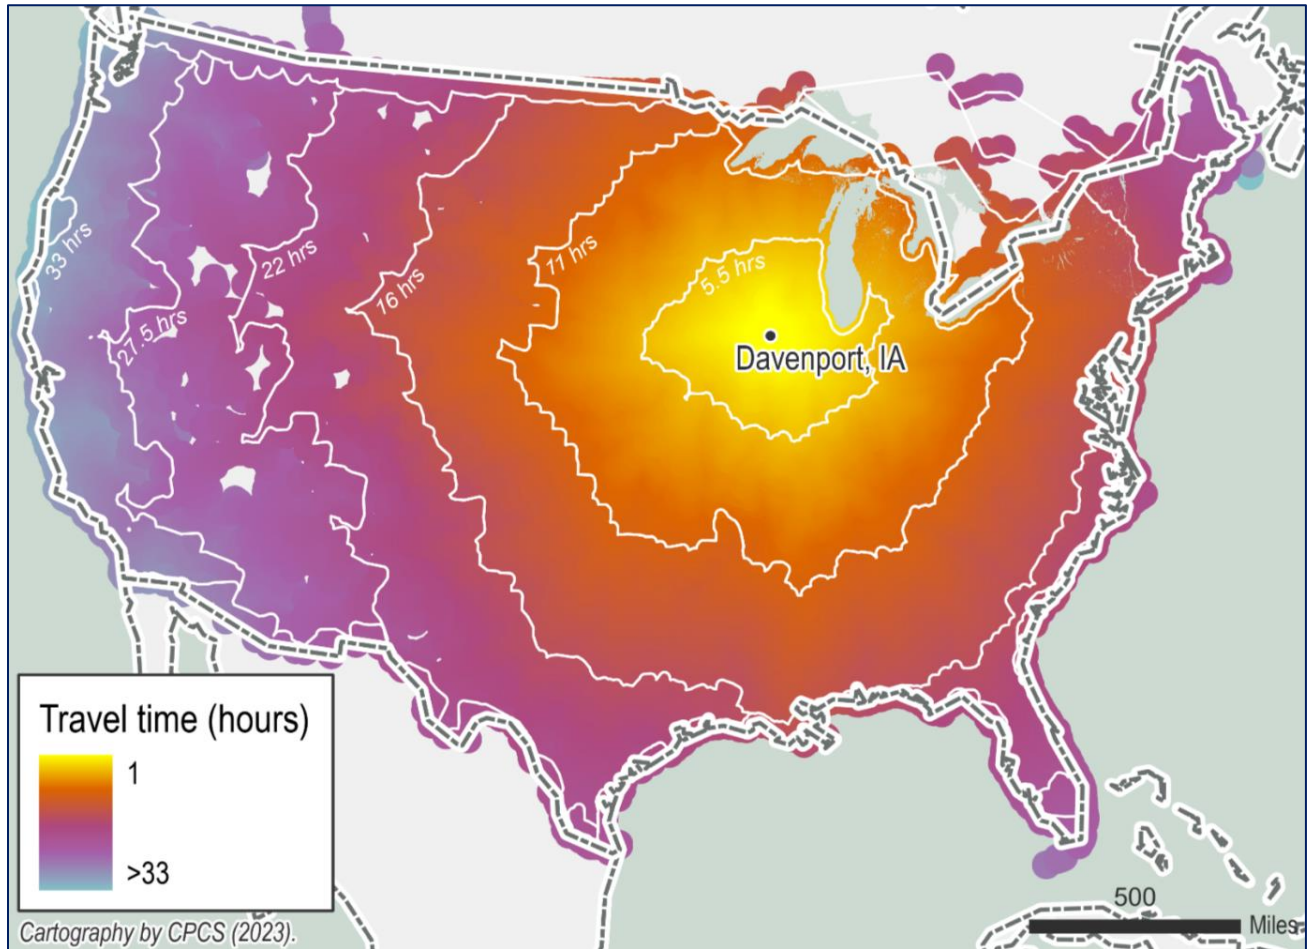 33 hrs
27.5 hrs
22 hrs
16 hrs
11 hrs
5.5 hrs
Davenport, IA
Travel time (hours)
1
>33
Cartography by CPCS (2023).
500
Miles